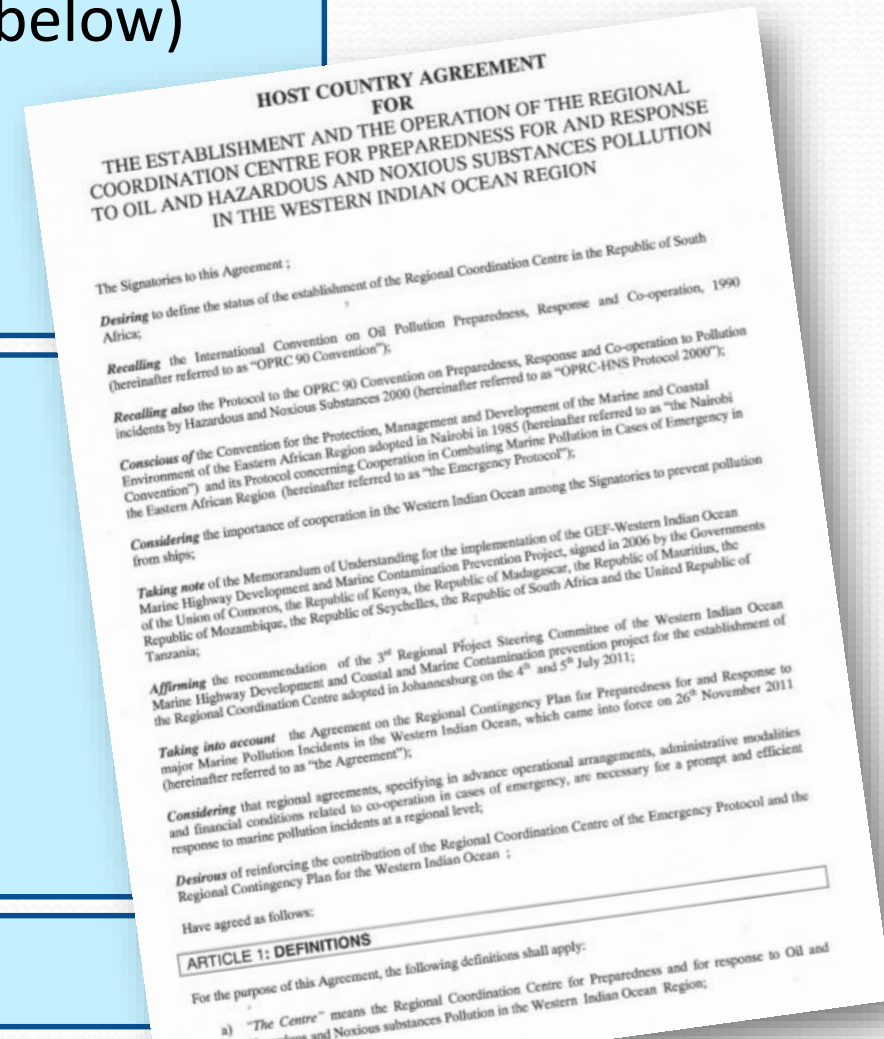 below)
HOST COUNTRY AGREEMENT
FOR
THE ESTABLISHMENT AND THE OPERATION OF THE REGIONAL
COORDINATION CENTRE FOR PREPAREDNESS FOR AND RESPONSE
TO OIL AND HAZARDOUS AND NOXIOUS SUBSTANCES POLLUTION
IN THE WESTERN INDIAN OCEAN REGION
The Signatories to this Agreement ;
Desiring to define the status of the establishment of the Regional Coordination Centre in the Republic of South
Africa;
Recalling the International Convention on Oil Pollution Preparedness, Response and Co-operation, 1990
(hereinafter referred to as “OPRC 90 Convention”);
Recalling also the Protocol to the OPRC 90 Convention on Preparedness, Response and Co-operation to Pollution
incidents by Hazardous and Noxious Substances 2000 (hereinafter referred to as “OPRC-HNS Protocol 2000”);
Conscious of the Convention for the Protection, Management and Development of the Marine and Coastal
Environment of the Eastern African Region adopted in Nairobi in 1985 (hereinafter referred to as “the Nairobi
Convention”) and its Protocol concerning Cooperation in Combating Marine Pollution in Cases of Emergency in
the Eastern African Region (hereinafter referred to as “the Emergency Protocol”);
Considering the importance of cooperation in the Western Indian Ocean among the Signatories to prevent pollution
from ships;
Taking note of the Memorandum of Understanding for the implementation of the GEF-Western Indian Ocean
Marine Highway Development and Marine Contamination Prevention Project, signed in 2006 by the Governments
of the Union of Comoros, the Republic of Kenya, the Republic of Madagascar, the Republic of Mauritius, the
Republic of Mozambique, the Republic of Seychelles, the Republic of South Africa and the United Republic of
Tanzania;
Affirming the recommendation of the 3rd Regional Project Steering Committee of the Western Indian Ocean
Marine Highway Development and Coastal and Marine Contamination prevention project for the establishment of
the Regional Coordination Centre adopted in Johannesburg on the 4th and 5th July 2011;
Taking into account the Agreement on the Regional Contingency Plan for Preparedness for and Response to
major Marine Pollution Incidents in the Western Indian Ocean, which came into force on 26th November 2011
(hereinafter referred to as “the Agreement”);
Considering that regional agreements, specifying in advance operational arrangements, administrative modalities
and financial conditions related to co-operation in cases of emergency, are necessary for a prompt and efficient
response to marine pollution incidents at a regional level;
Desirous of reinforcing the contribution of the Regional Coordination Centre of the Emergency Protocol and the
Regional Contingency Plan for the Western Indian Ocean ;
Have agreed as follows:
ARTICLE 1: DEFINITIONS
For the purpose of this Agreement, the following definitions shall apply:
a) “The Centre” means the Regional Coordination Centre for Preparedness and for response to Oil and
and Noxious substances Pollution in the Western Indian Ocean Region;